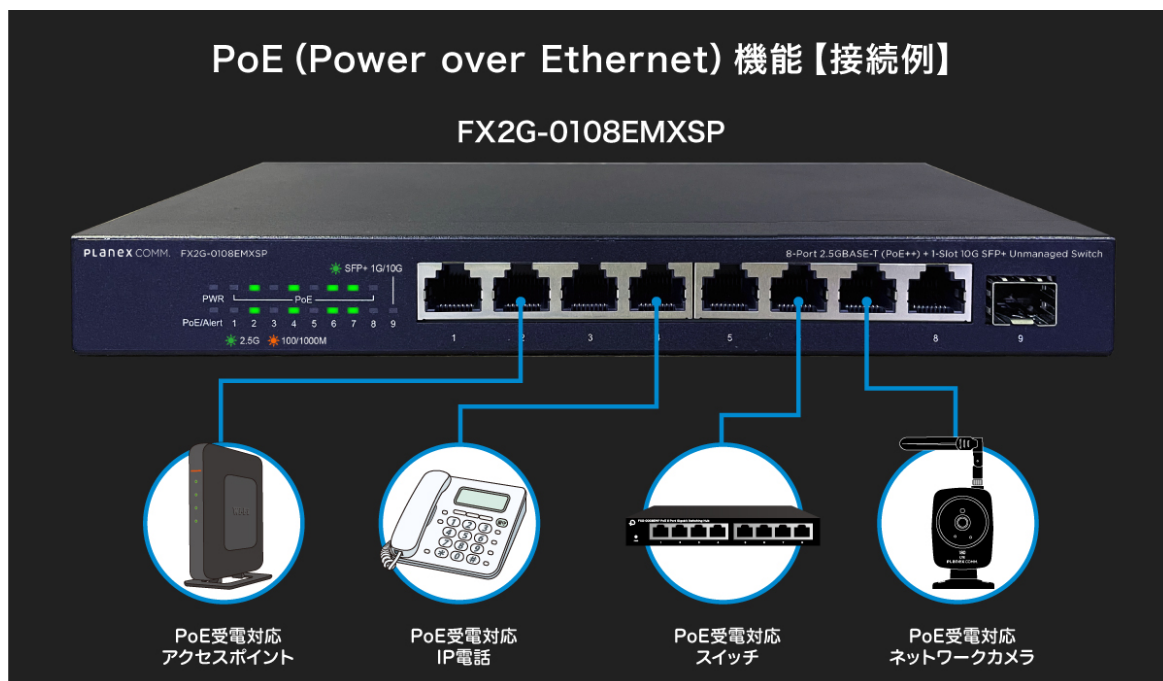 PoE (Power over Ethernet) 機能【接続例】
FX2G-0108EMXSP
PLANEX COMM. FX2G-0108EMXSP
8-Port 2.5GBASE-T (PoE++) + 1-Slot 10G SFP+ Unmanaged Switch
SFP+ 1G/10G
PWR PoE
PoE/Alert 1 2 3 4 5 6 7 8 9
2.5G 100/1000M
1 2 3 4 5 8 9
PoE受電対応
アクセスポイント
PoE受電対応
IP電話
PoE受電対応
スイッチ
PoE受電対応
ネットワークカメラ
PLANEX COMM